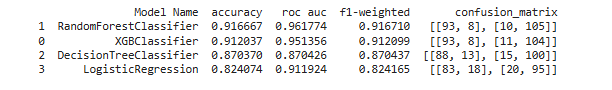 Model Name accuracy roc auc f1-weighted confusion_matrix
1 RandomForestClassifier 0.916667 0.961774 0.916710 [[93, 8], [10, 105]]
0 XGBClassifier 0.912037 0.951356 0.912099 [[93, 8], [11, 104]]
2 DecisionTreeClassifier 0.870370 0.870426 0.870437 [[88, 13], [15, 100]]
3 LogisticRegression 0.824074 0.911924 0.824165 [[83, 18], [20, 95]]